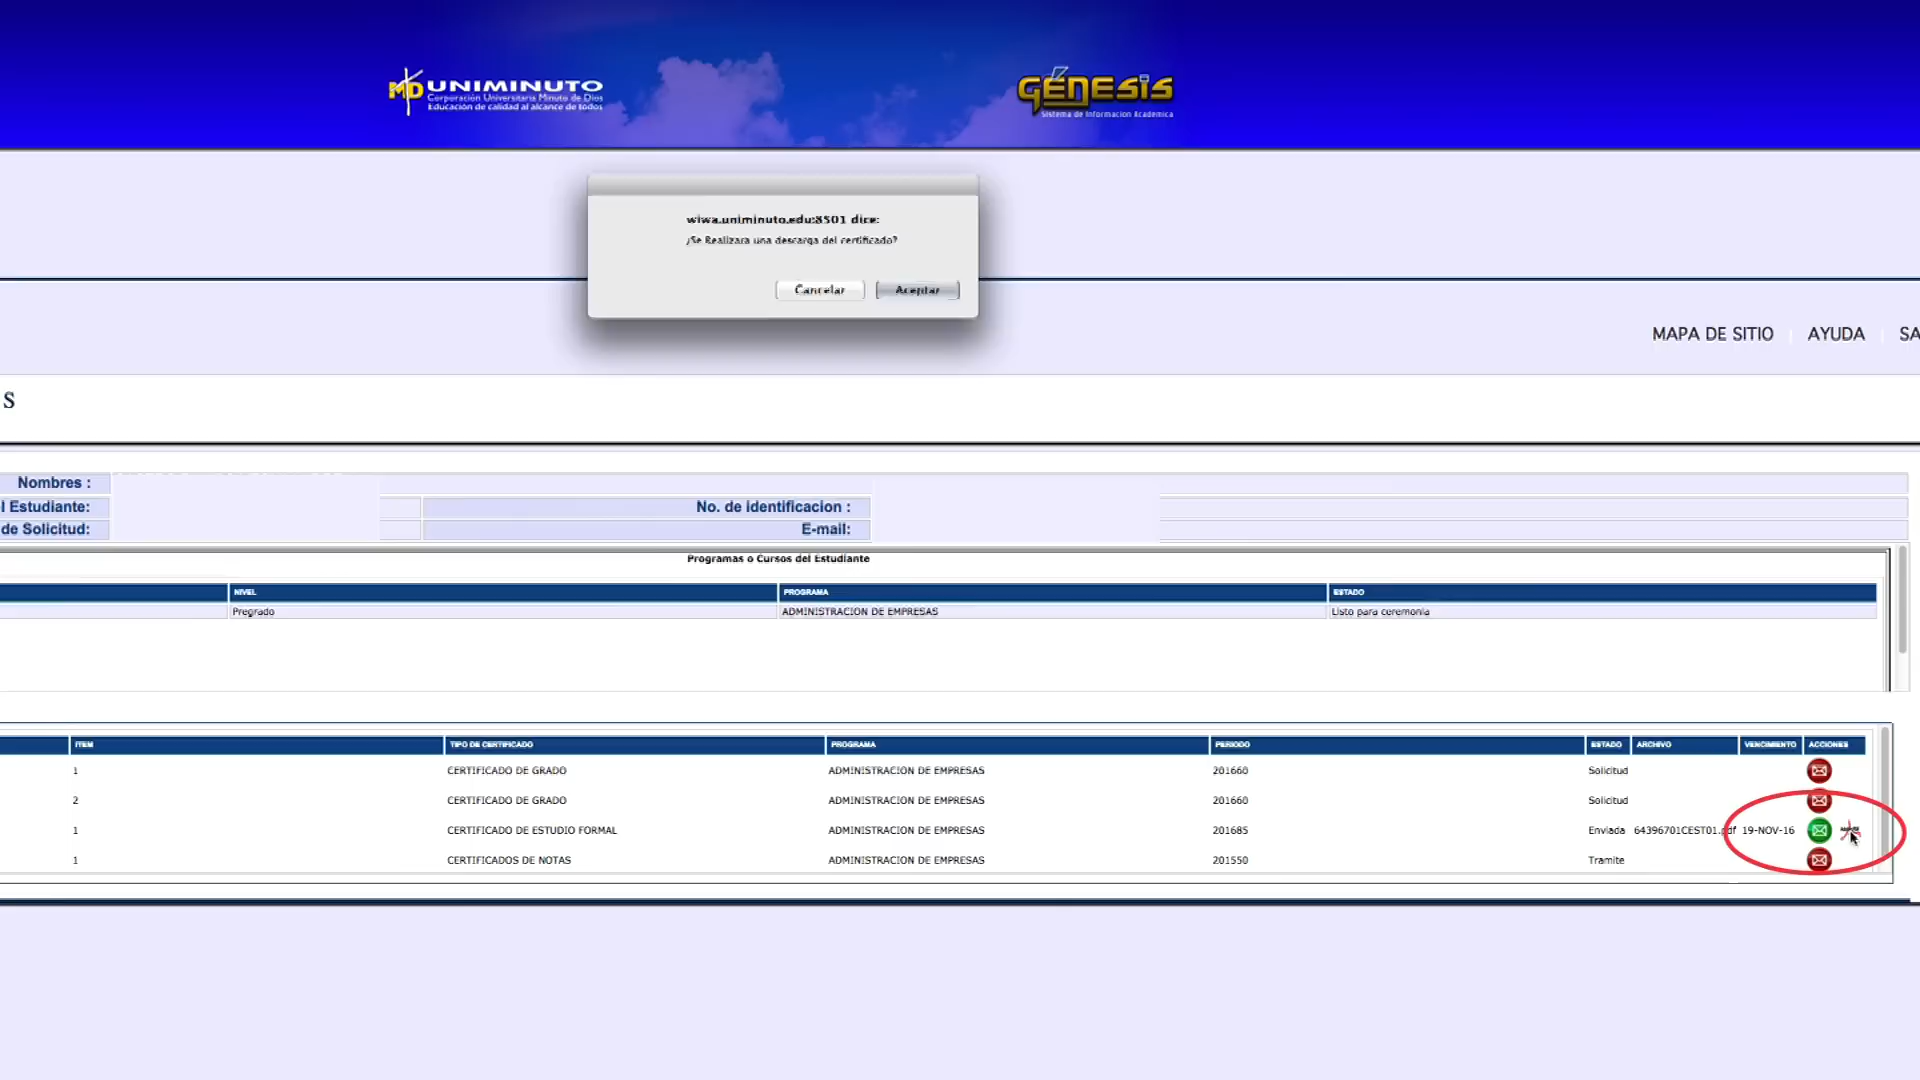 UNIMINUTO
Corporación Universitaria Minuto de Dios
Educación de calidad al alcance de todos
GÉNESIS
Sistema de Informacion Academica
wiwa.uniminuto.edu:8501 dice:
¿Se Realizara una descarga del certificado?
Cancelar Aceptar
MAPA DE SITIO | AYUDA | SA
s
Nombres :
l Estudiante: No. de identificacion :
de Solicitud: E-mail:
Programas o Cursos del Estudiante
NIVEL PROGRAMA ESTADO
Pregrado ADMINISTRACION DE EMPRESAS Listo para ceremonia
ITEM TIPO DE CERTIFICADO PROGRAMA PERIODO ESTADO ARCHIVO VENCIMIENTO ACCIONES
1 CERTIFICADO DE GRADO ADMINISTRACION DE EMPRESAS 201660 Solicitud
2 CERTIFICADO DE GRADO ADMINISTRACION DE EMPRESAS 201660 Solicitud
1 CERTIFICADO DE ESTUDIO FORMAL ADMINISTRACION DE EMPRESAS 201685 Enviada 64396701CEST01.pdf 19-NOV-16
1 CERTIFICADOS DE NOTAS ADMINISTRACION DE EMPRESAS 201550 Tramite